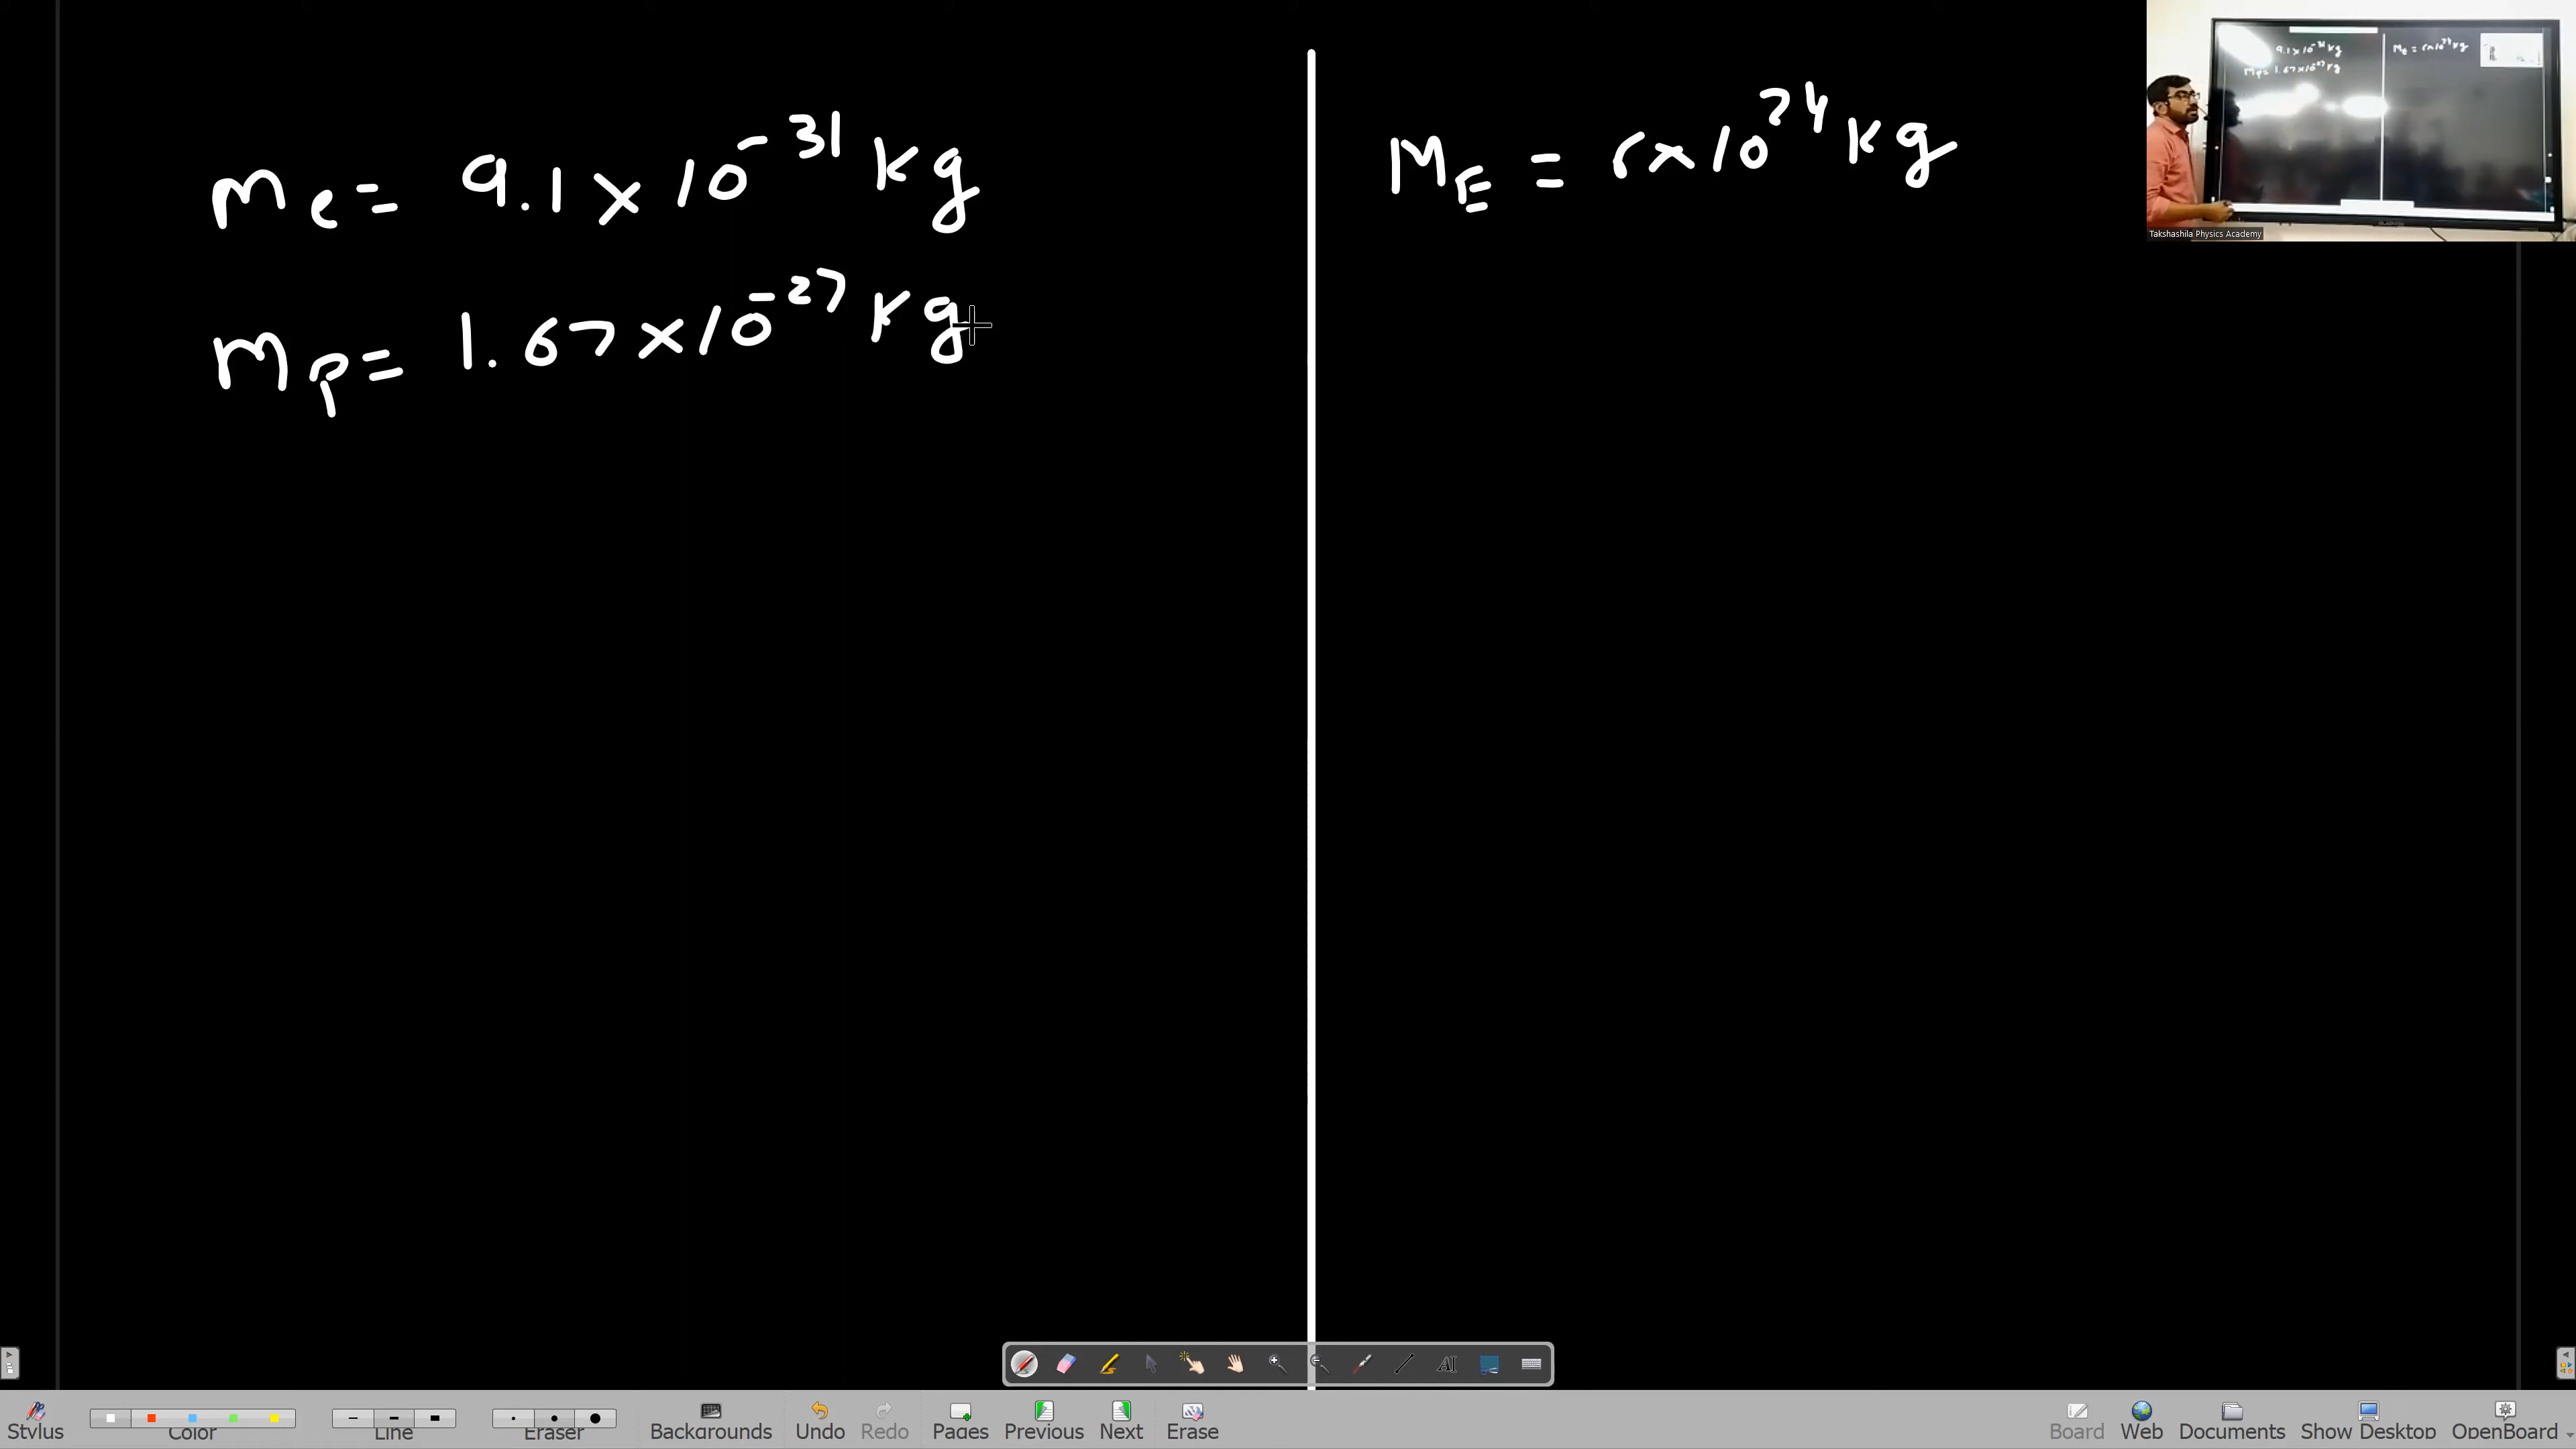 me = 9.1 × 10⁻³¹ kg
mp = 1.67 × 10⁻²⁷ kg
ME = 6 × 10²⁴ kg
Takshashila Physics Academy
Stylus
Color
Line
Eraser
Backgrounds
Undo
Redo
Pages
Previous
Next
Erase
Board
Web
Documents
Show Desktop
OpenBoard